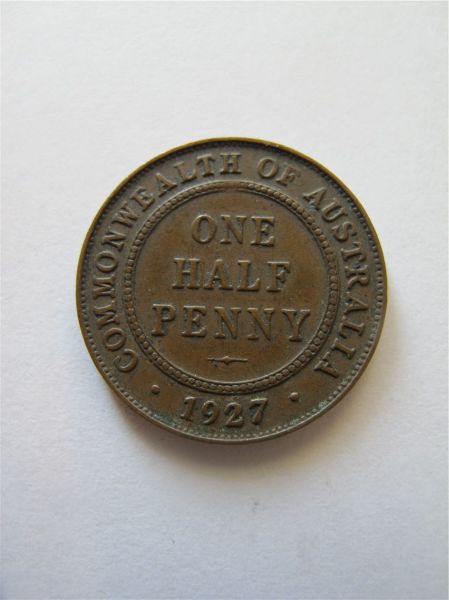 COMMONWEALTH OF AUSTRALIA
ONE
HALF
PENNY
· 1927 ·